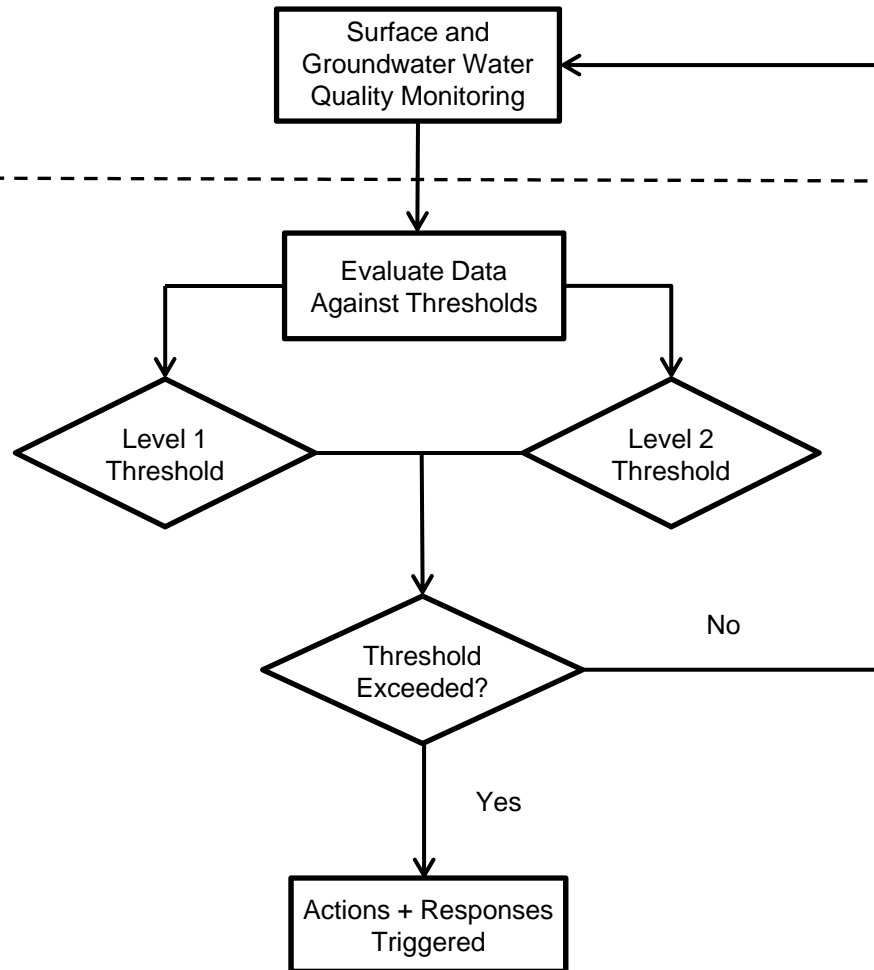 Surface and
Groundwater Water
Quality Monitoring
Evaluate Data
Against Thresholds
Level 1
Threshold
Level 2
Threshold
Threshold
Exceeded?
No
Yes
Actions + Responses
Triggered